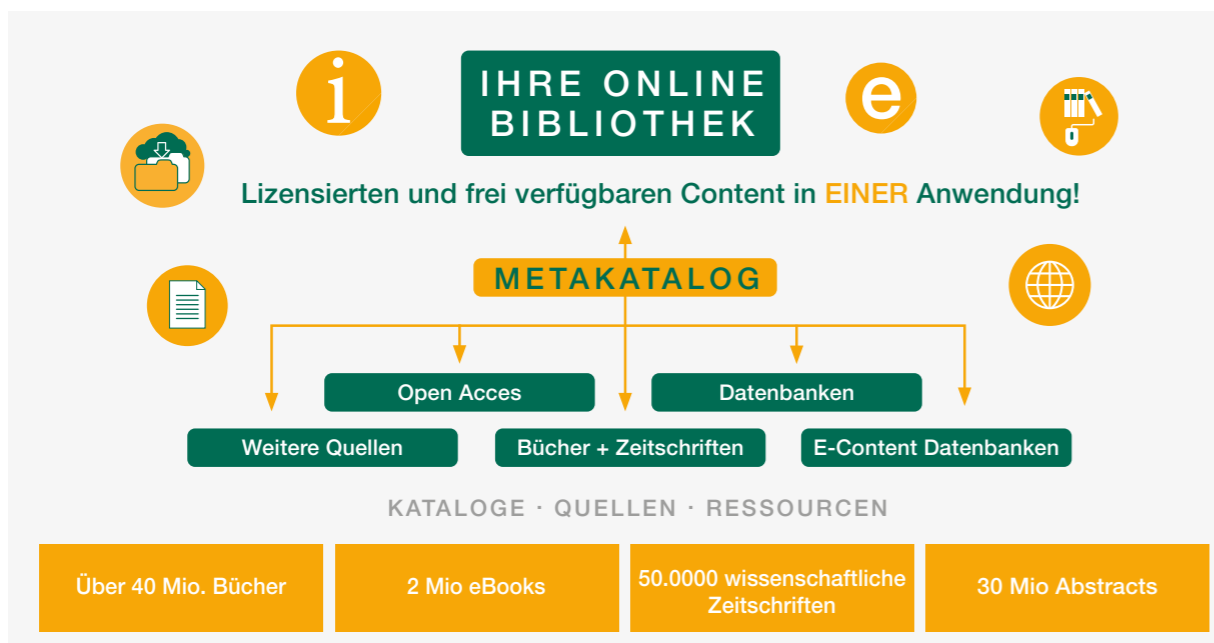 i
IHRE ONLINE
BIBLIOTHEK
e
Lizensierten und frei verfügbaren Content in EINER Anwendung!
METAKATALOG
Open Acces
Datenbanken
Weitere Quellen
Bücher + Zeitschriften
E-Content Datenbanken
KATALOGE · QUELLEN · RESSOURCEN
Über 40 Mio. Bücher
2 Mio eBooks
50.0000 wissenschaftliche
Zeitschriften
30 Mio Abstracts